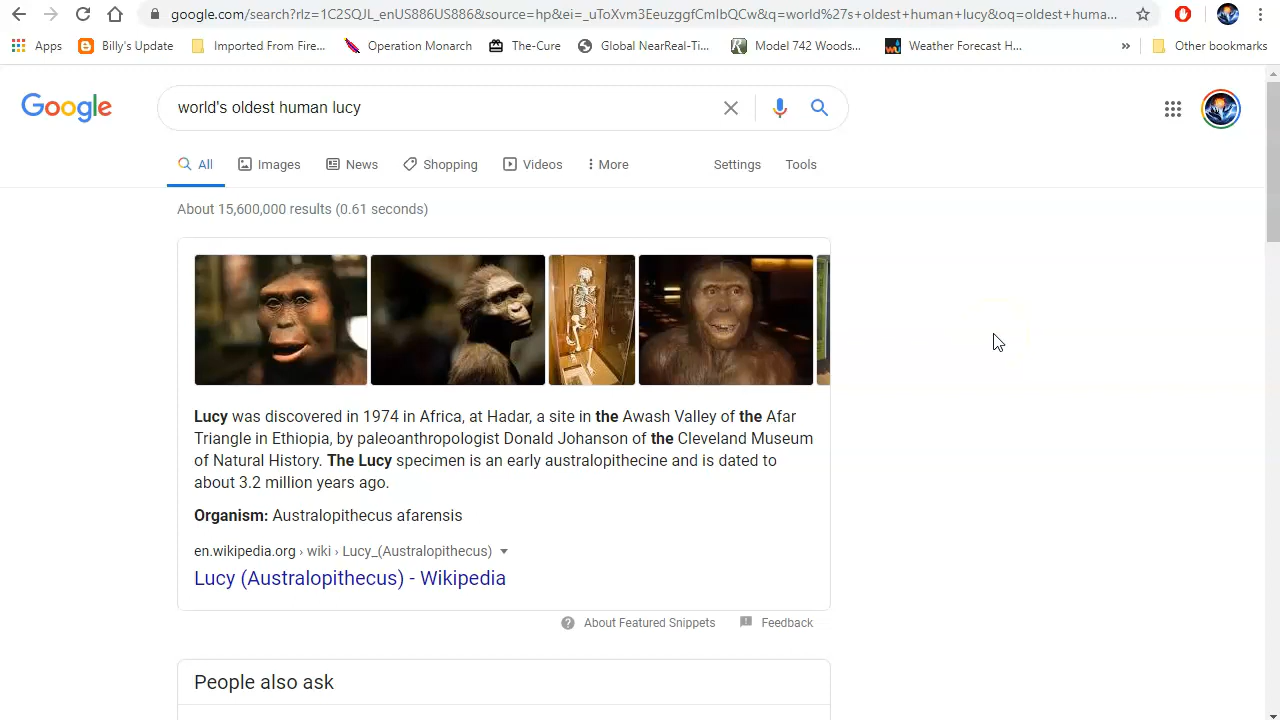 google.com/search?rlz=1C2SQJL_enUS886US886&source=hp&ei=_uToXvm3EeuzggfCmIbQCw&q=world%27s+oldest+human+lucy&oq=oldest+huma...
Apps Billy's Update Imported From Fire... Operation Monarch The-Cure Global NearReal-Ti... Model 742 Woods... Weather Forecast H... » Other bookmarks
Google world's oldest human lucy
All Images News Shopping Videos More Settings Tools
About 15,600,000 results (0.61 seconds)
Lucy was discovered in 1974 in Africa, at Hadar, a site in the Awash Valley of the Afar
Triangle in Ethiopia, by paleoanthropologist Donald Johanson of the Cleveland Museum
of Natural History. The Lucy specimen is an early australopithecine and is dated to
about 3.2 million years ago.
Organism: Australopithecus afarensis
en.wikipedia.org › wiki › Lucy_(Australopithecus)
Lucy (Australopithecus) - Wikipedia
About Featured Snippets Feedback
People also ask